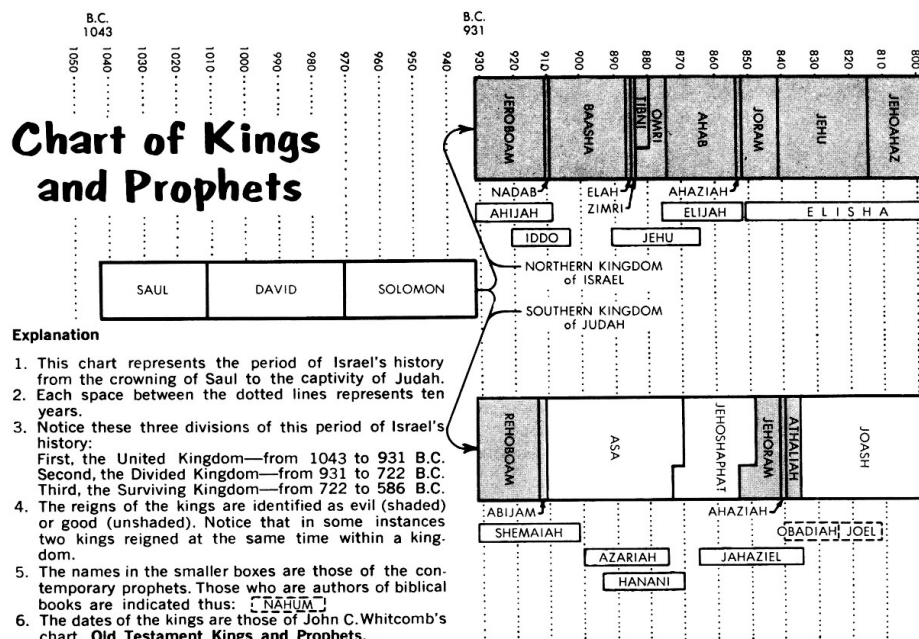 B.C.
1043
B.C.
931
1050
1040
1030
1020
1010
1000
990
980
970
960
950
940
930
920
910
900
890
880
870
860
850
840
830
820
810
800
Chart of Kings
and Prophets
JEROBOAM
BAASHA
TIBNI
OMRI
AHAB
JORAM
JEHU
JEHOAHAZ
NADAB
ELAH
ZIMRI
AHAZIAH
AHIJAH
ELIJAH
ELISHA
IDDO
JEHU
NORTHERN KINGDOM
of ISRAEL
SAUL
DAVID
SOLOMON
SOUTHERN KINGDOM
of JUDAH
Explanation
1. This chart represents the period of Israel's history
from the crowning of Saul to the captivity of Judah.
2. Each space between the dotted lines represents ten
years.
3. Notice these three divisions of this period of Israel's
history:
First, the United Kingdom—from 1043 to 931 B.C.
Second, the Divided Kingdom—from 931 to 722 B.C.
Third, the Surviving Kingdom—from 722 to 586 B.C.
4. The reigns of the kings are identified as evil (shaded)
or good (unshaded). Notice that in some instances
two kings reigned at the same time within a king-
dom.
5. The names in the smaller boxes are those of the con-
temporary prophets. Those who are authors of biblical
books are indicated thus: NAHUM
6. The dates of the kings are those of John C. Whitcomb's
chart, Old Testament Kings and Prophets.
REHOBOAM
ASA
JEHOSHAPHAT
JEHORAM
ATHALIAH
JOASH
ABIJAM
AHAZIAH
SHEMAIAH
OBADIAH
JOEL
AZARIAH
JAHAZIEL
HANANI